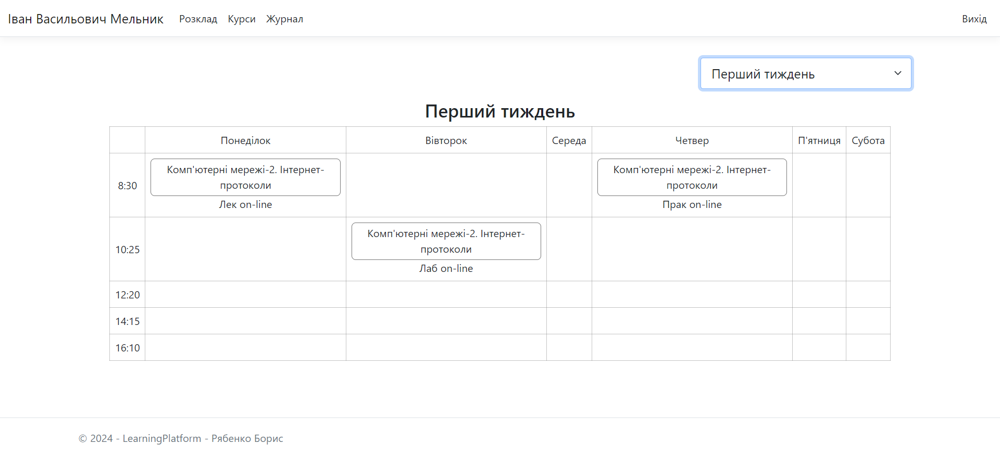 Іван Васильович Мельник Розклад Курси Журнал Вихід
Перший тиждень
Перший тиждень
Понеділок Вівторок Середа Четвер П'ятниця Субота
8:30
Комп'ютерні мережі-2. Інтернет-
протоколи
Лек on-line
Комп'ютерні мережі-2. Інтернет-
протоколи
Прак on-line
10:25
Комп'ютерні мережі-2. Інтернет-
протоколи
Лаб on-line
12:20
14:15
16:10
© 2024 - LearningPlatform - Рябенко Борис